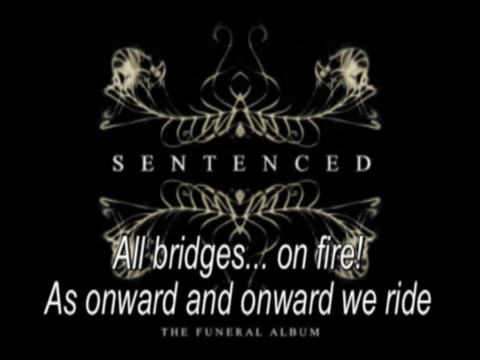 SENTENCED
All bridges... on fire!
As onward and onward we ride
THE FUNERAL ALBUM